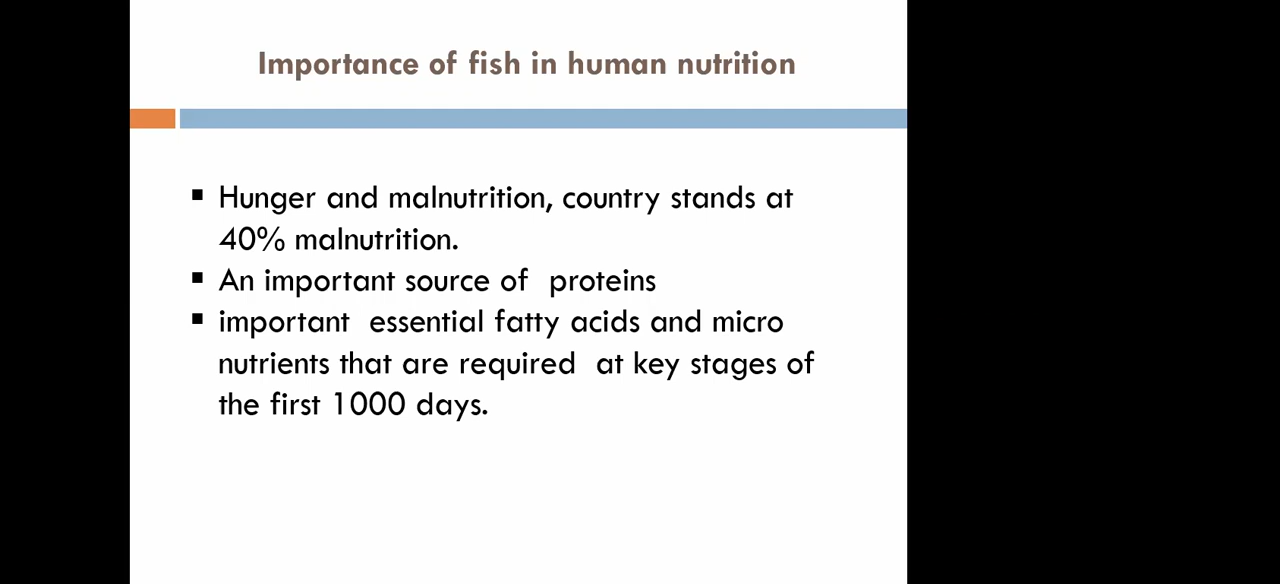 Importance of fish in human nutrition
▪ Hunger and malnutrition, country stands at
40% malnutrition.
▪ An important source of  proteins
▪ important  essential fatty acids and micro
nutrients that are required  at key stages of
the first 1000 days.